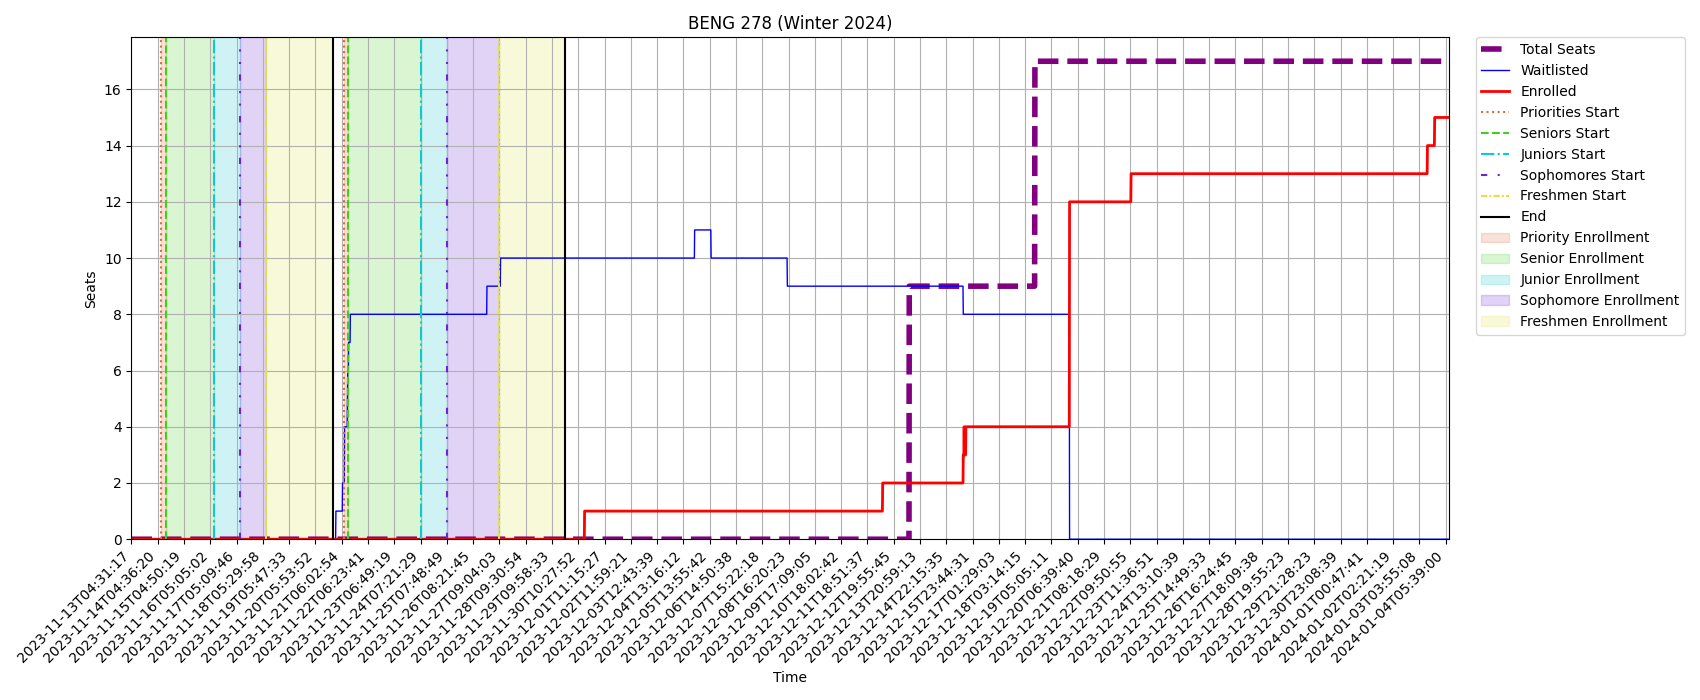 BENG 278 (Winter 2024)
Seats
16
14
12
10
8
6
4
2
0
2023-11-13T04:31:17
2023-11-14T04:36:20
2023-11-15T04:50:19
2023-11-16T05:05:02
2023-11-17T05:09:46
2023-11-18T05:29:58
2023-11-19T05:47:33
2023-11-20T05:53:52
2023-11-21T06:02:54
2023-11-22T06:23:41
2023-11-23T06:49:19
2023-11-24T07:21:29
2023-11-25T07:48:49
2023-11-26T08:21:45
2023-11-27T09:04:03
2023-11-28T09:30:54
2023-11-29T09:58:33
2023-11-30T10:27:52
2023-12-01T11:15:27
2023-12-02T11:59:21
2023-12-03T12:43:39
2023-12-04T13:16:12
2023-12-05T13:55:42
2023-12-06T14:50:38
2023-12-07T15:22:18
2023-12-08T16:20:23
2023-12-09T17:09:05
2023-12-10T18:02:42
2023-12-11T18:51:37
2023-12-12T19:55:45
2023-12-13T20:59:13
2023-12-14T22:15:35
2023-12-15T23:44:31
2023-12-17T01:29:03
2023-12-18T03:14:15
2023-12-19T05:05:11
2023-12-20T06:39:40
2023-12-21T08:18:29
2023-12-22T09:50:55
2023-12-23T11:36:51
2023-12-24T13:10:39
2023-12-25T14:49:33
2023-12-26T16:24:45
2023-12-27T18:09:38
2023-12-28T19:55:23
2023-12-29T21:28:23
2023-12-30T23:08:39
2024-01-01T00:47:41
2024-01-02T02:21:19
2024-01-03T03:55:08
2024-01-04T05:39:00
Time
Total Seats
Waitlisted
Enrolled
Priorities Start
Seniors Start
Juniors Start
Sophomores Start
Freshmen Start
End
Priority Enrollment
Senior Enrollment
Junior Enrollment
Sophomore Enrollment
Freshmen Enrollment